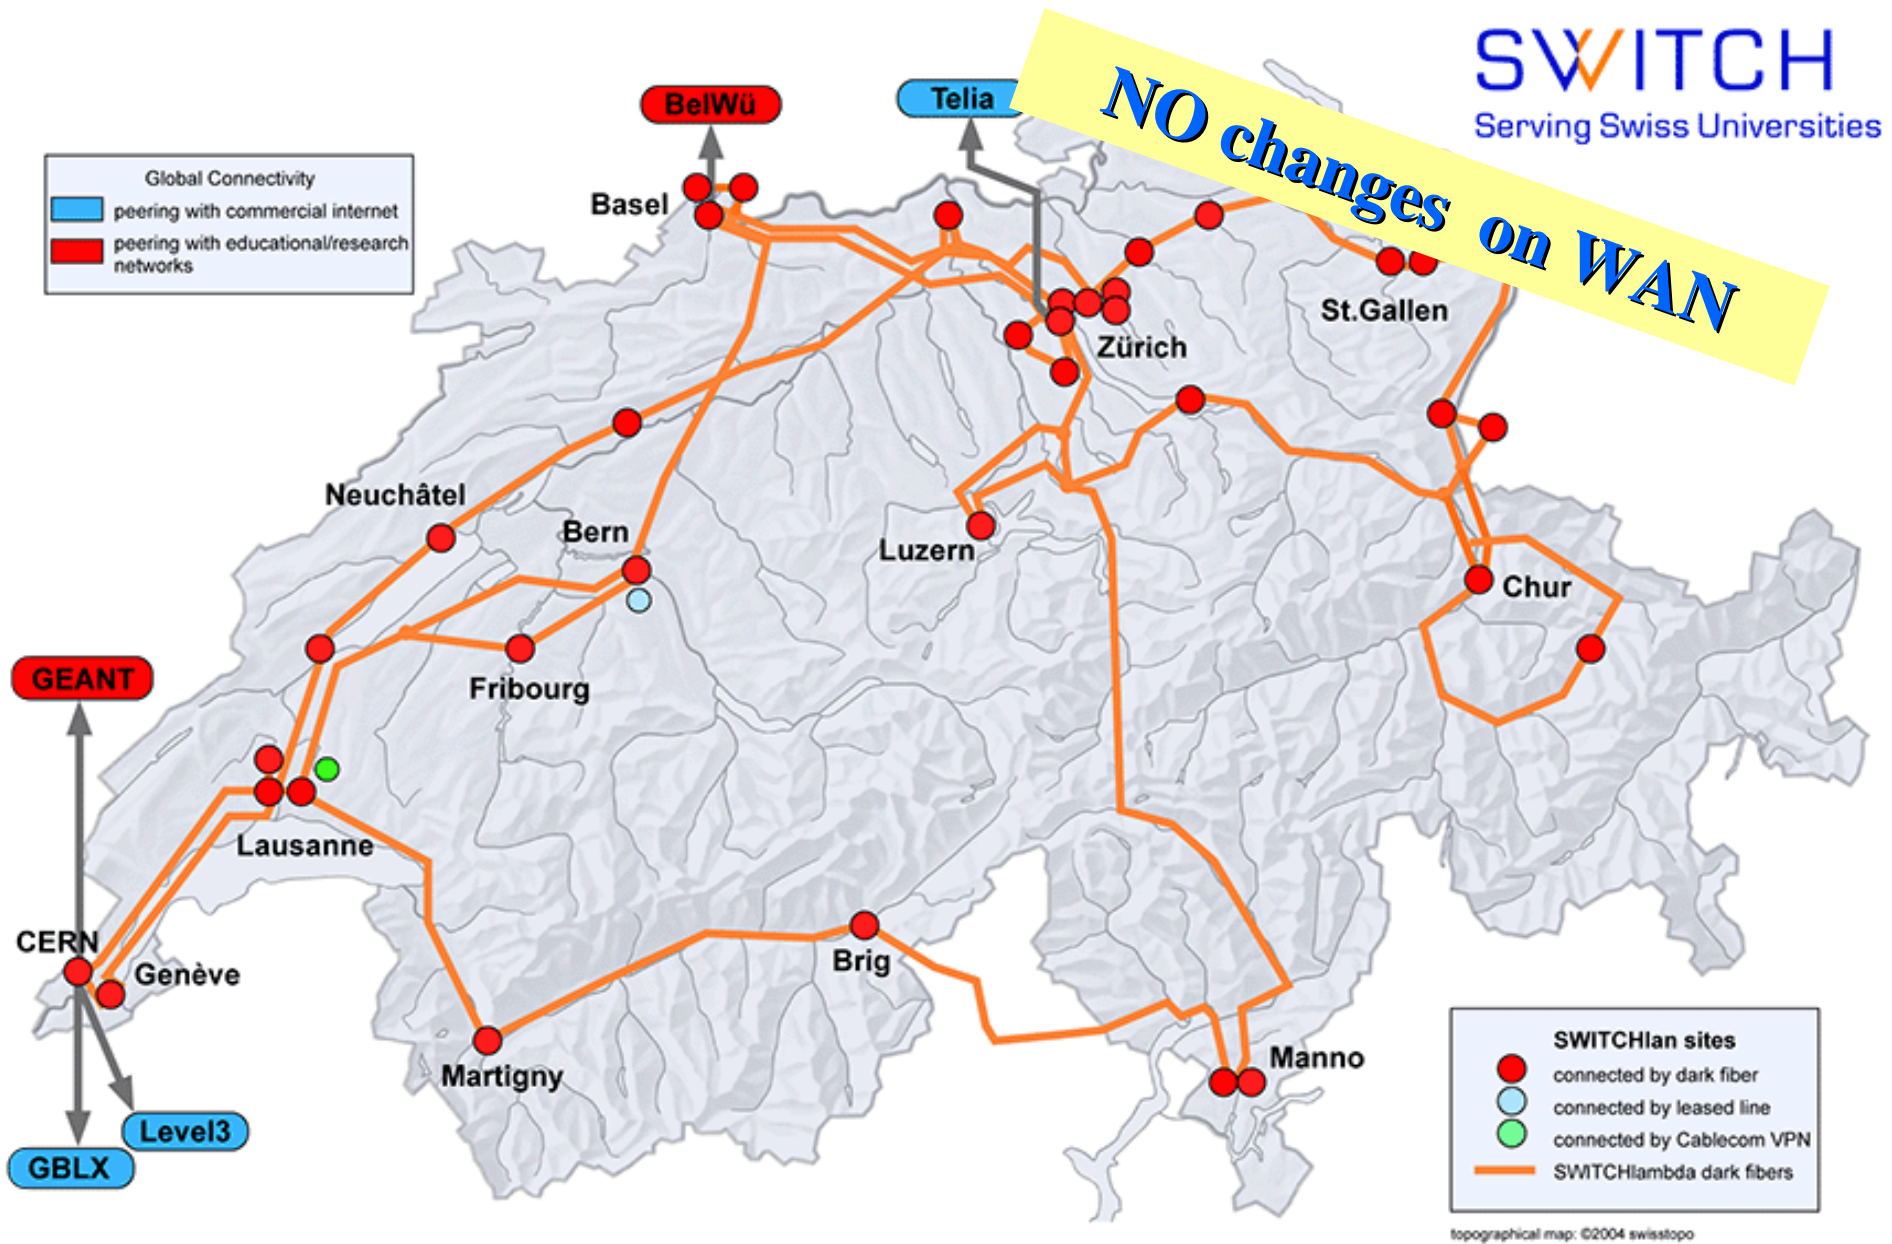 SWITCH
Serving Swiss Universities
NO changes on WAN
BelWü
Telia
Global Connectivity
peering with commercial internet
peering with educational/research
networks
Basel
St.Gallen
Zürich
Neuchâtel
Bern
Luzern
Chur
GEANT
Fribourg
Lausanne
CERN
Genève
Brig
Martigny
Manno
Level3
GBLX
SWITCHlan sites
connected by dark fiber
connected by leased line
connected by Cablecom VPN
SWITCHlambda dark fibers
topographical map: ©2004 swisstopo